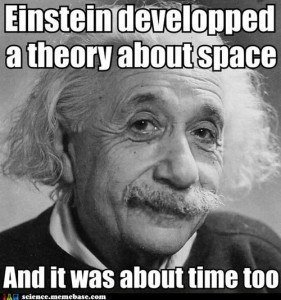 Einstein developped
a theory about space
And it was about time too
science.memebase.com